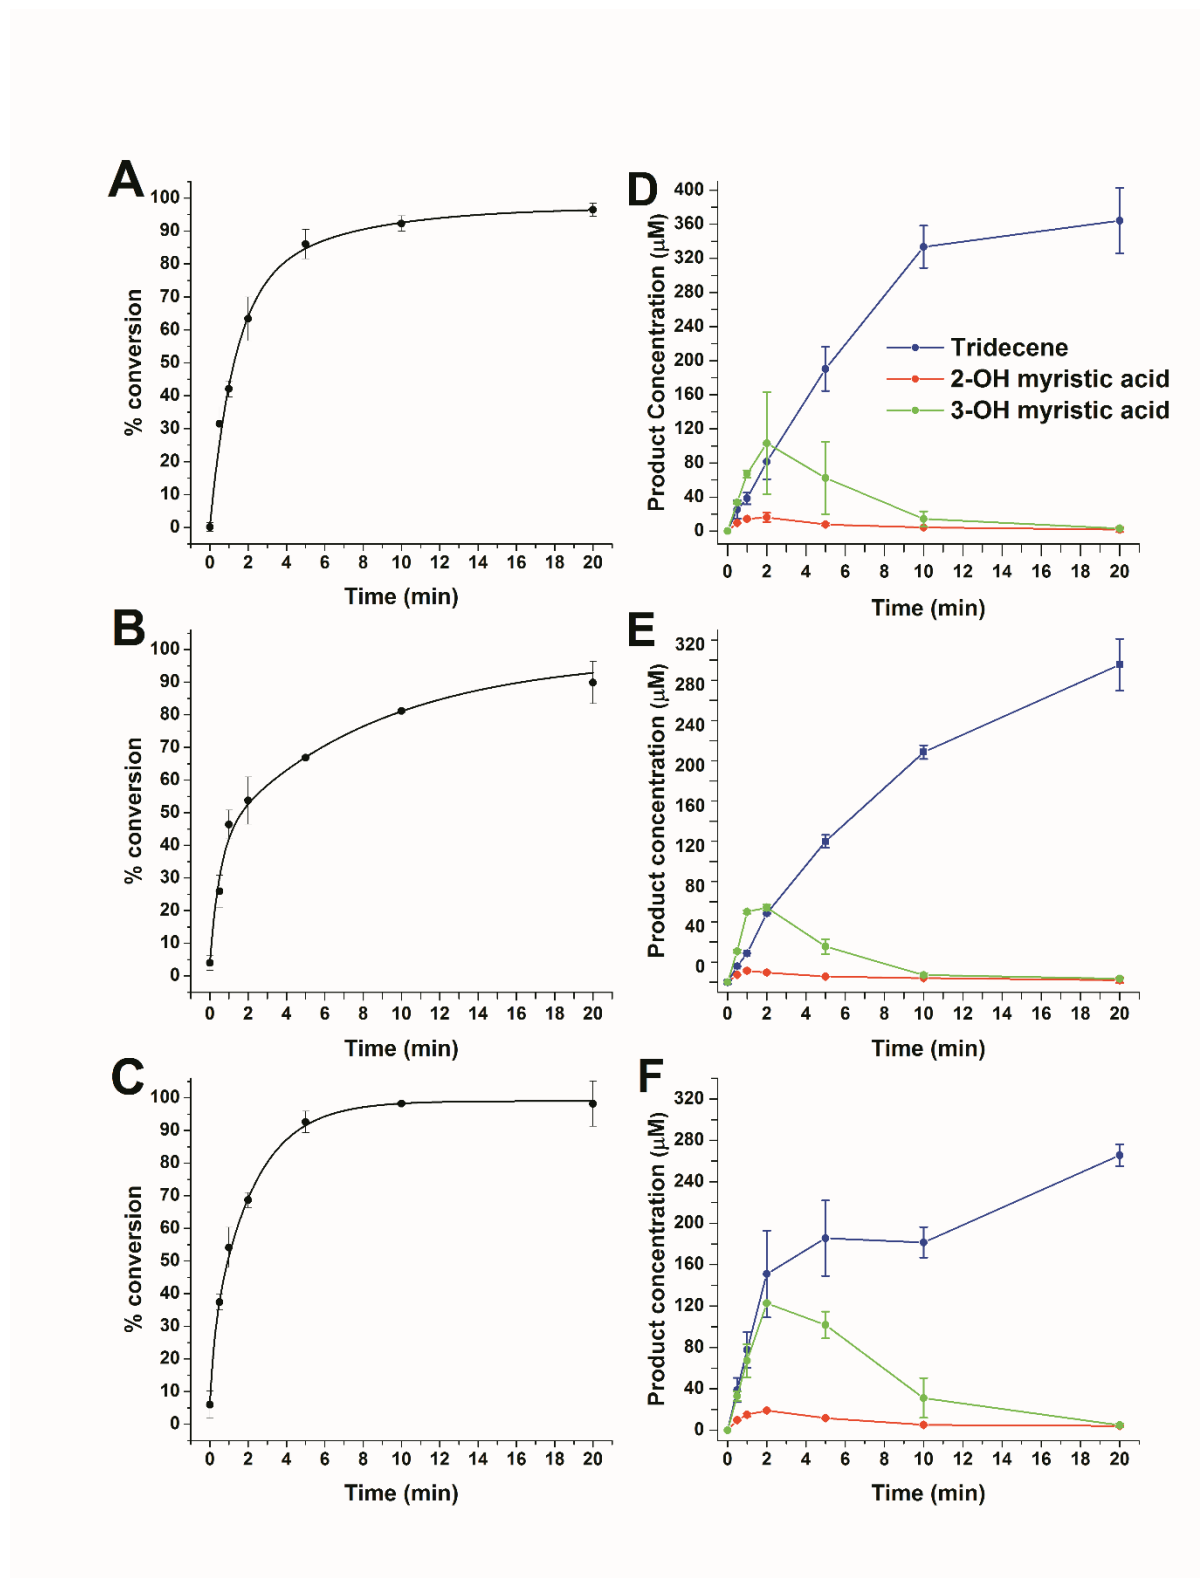 A
% conversion
100
90
80
70
60
50
40
30
20
10
0
0 2 4 6 8 10 12 14 16 18 20
Time (min)
D
Product Concentration (µM)
400
360
320
280
240
200
160
120
80
40
0
Tridecene
2-OH myristic acid
3-OH myristic acid
0 2 4 6 8 10 12 14 16 18 20
Time (min)
B
% conversion
100
90
80
70
60
50
40
30
20
10
0
0 2 4 6 8 10 12 14 16 18 20
Time (min)
E
Product concentration (µM)
320
280
200
160
120
80
40
0
0 2 4 6 8 10 12 14 16 18 20
Time (min)
C
% conversion
100
90
80
70
60
50
40
30
20
10
0
0 2 4 6 8 10 12 14 16 18 20
Time (min)
F
Product concentration (µM)
320
280
240
200
160
120
80
40
0
0 2 4 6 8 10 12 14 16 18 20
Time (min)